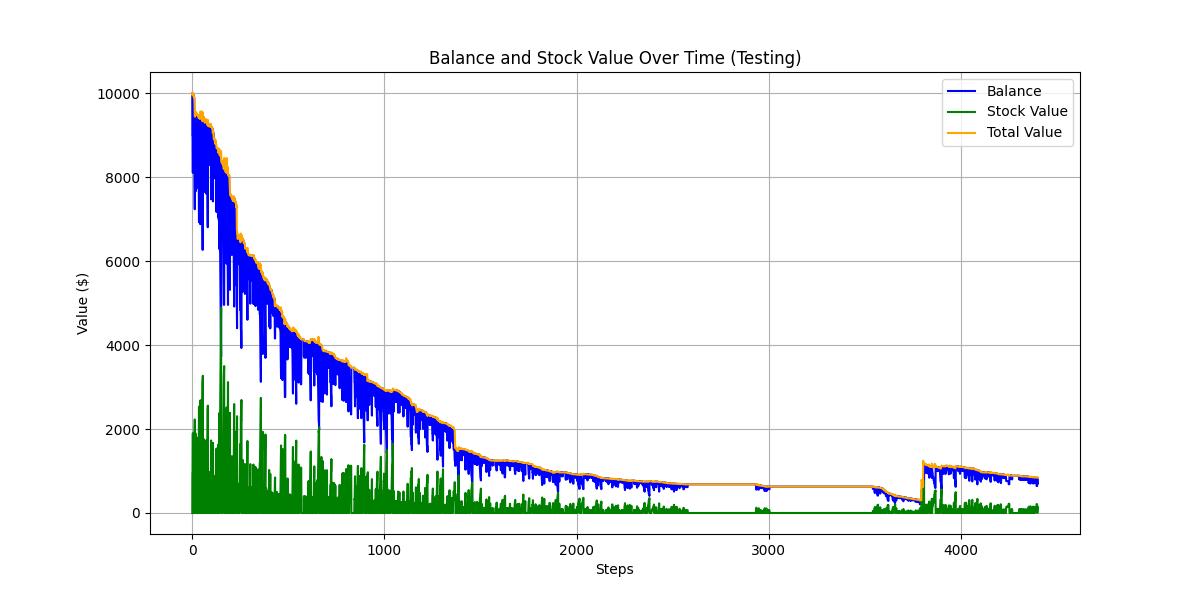 Balance and Stock Value Over Time (Testing)
Balance
Stock Value
Total Value
Value ($)
10000
8000
6000
4000
2000
0
0
1000
2000
3000
4000
Steps